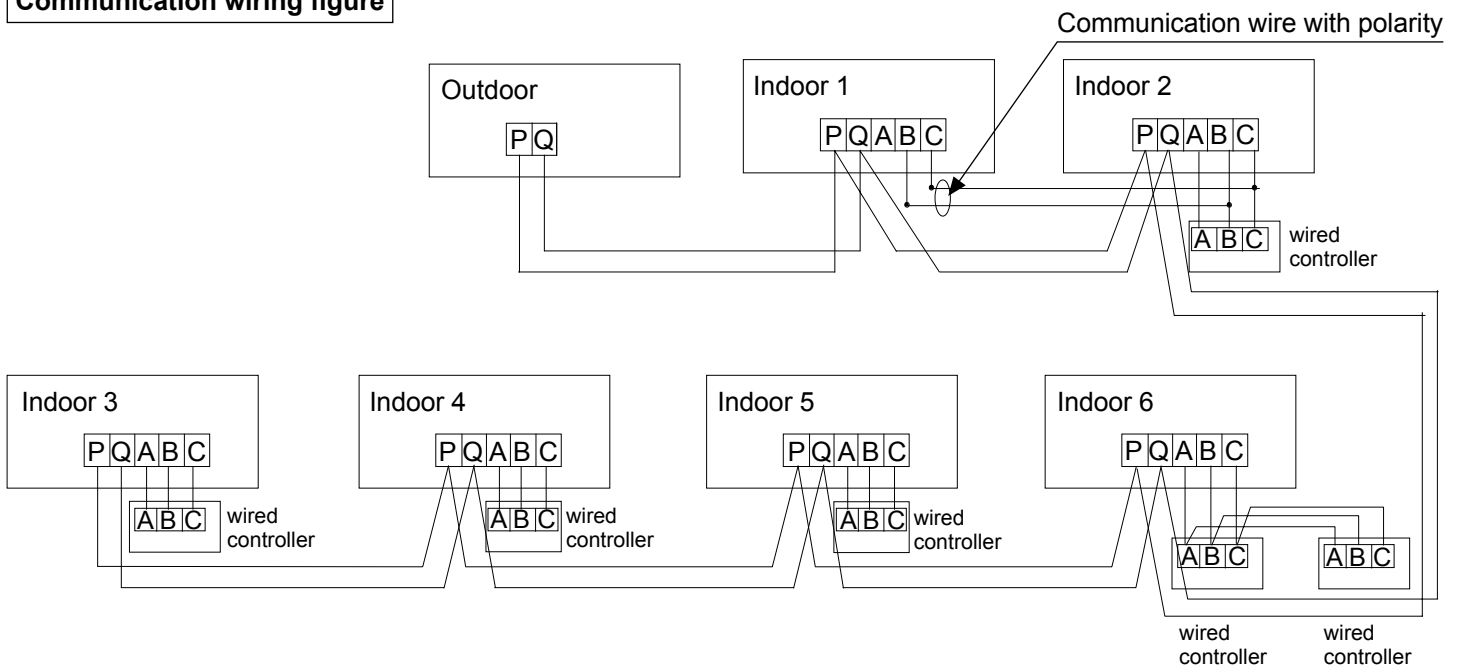 Communication wiring figure
Communication wire with polarity
Outdoor
Indoor 1
Indoor 2
P Q
P Q A B C
P Q A B C
A B C
wired
controller
Indoor 3
Indoor 4
Indoor 5
Indoor 6
P Q A B C
P Q A B C
P Q A B C
P Q A B C
A B C
wired
controller
A B C
wired
controller
A B C
wired
controller
A B C
A B C
wired
controller
wired
controller